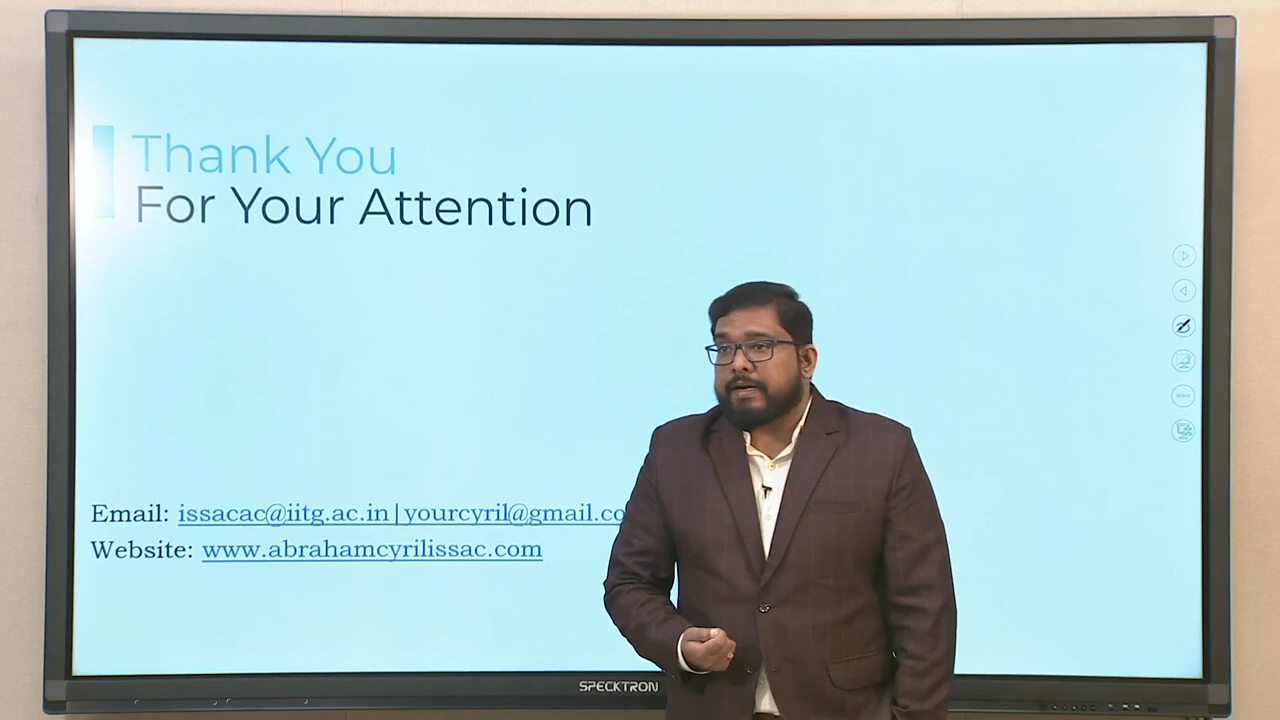 Thank You
For Your Attention
Email: issacac@iitg.ac.in|yourcyril@gmail.co
Website: www.abrahamcyrilissac.com
SPECKTRON